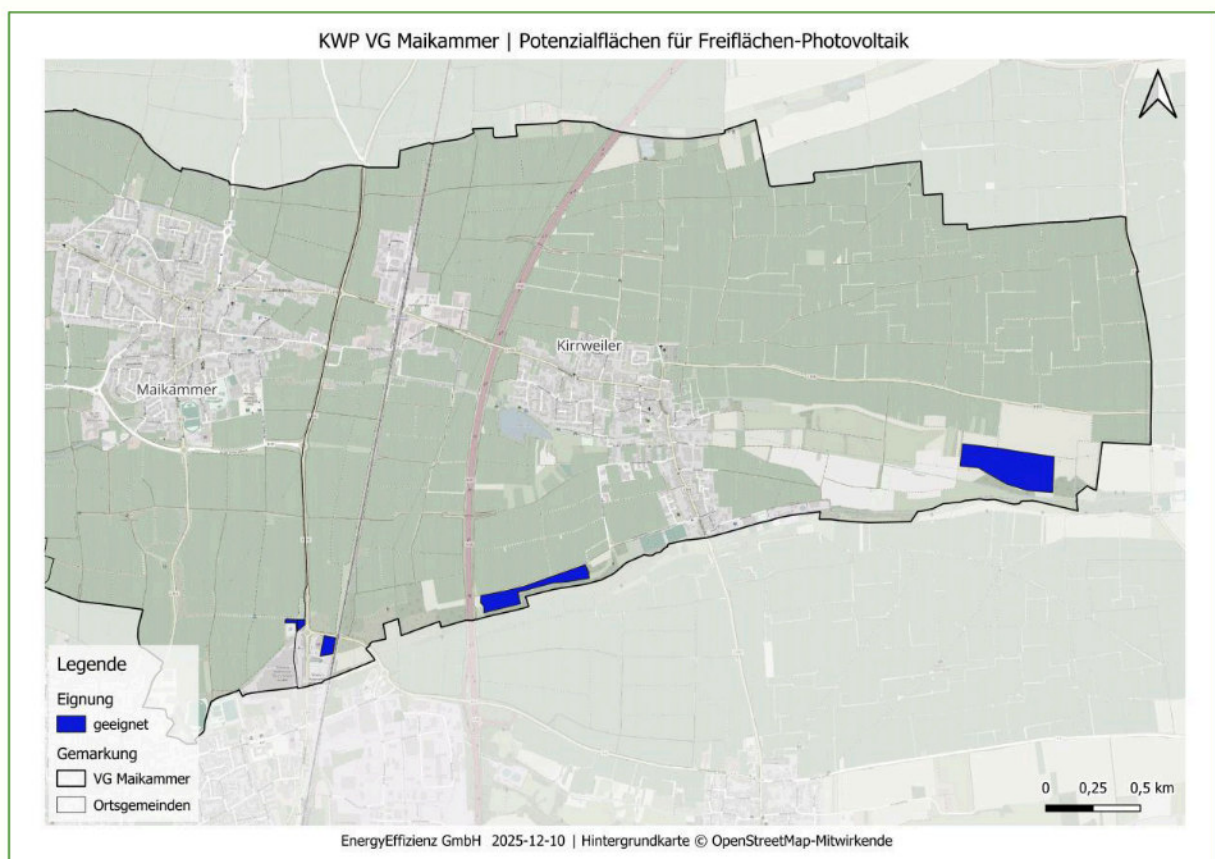 KWP VG Maikammer | Potenzialflächen für Freiflächen-Photovoltaik
Kirrweiler
Maikammer
Legende
Eignung
geeignet
Gemarkung
VG Maikammer
Ortsgemeinden
0 0,25 0,5 km
EnergyEffizienz GmbH 2025-12-10 | Hintergrundkarte © OpenStreetMap-Mitwirkende